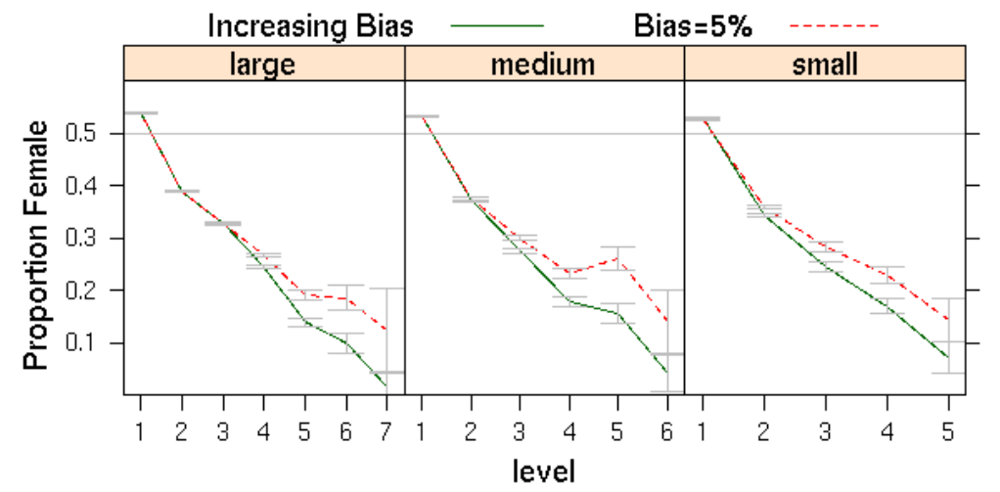 Increasing Bias Bias=5%
large medium small
Proportion Female
0.5
0.4
0.3
0.2
0.1
1 2 3 4 5 6 7 1 2 3 4 5 6 1 2 3 4 5
level